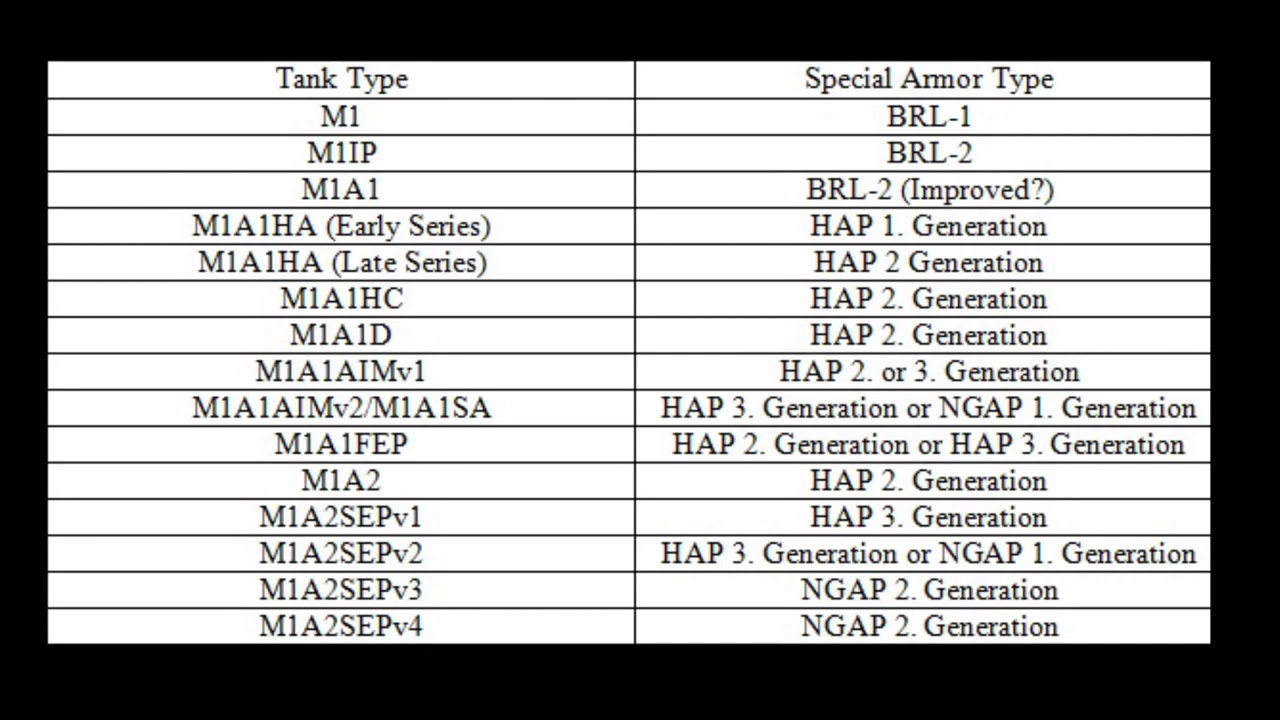 Tank Type Special Armor Type
M1 BRL-1
M1IP BRL-2
M1A1 BRL-2 (Improved?)
M1A1HA (Early Series) HAP 1. Generation
M1A1HA (Late Series) HAP 2 Generation
M1A1HC HAP 2. Generation
M1A1D HAP 2. Generation
M1A1AIMv1 HAP 2. or 3. Generation
M1A1AIMv2/M1A1SA HAP 3. Generation or NGAP 1. Generation
M1A1FEP HAP 2. Generation or HAP 3. Generation
M1A2 HAP 2. Generation
M1A2SEPv1 HAP 3. Generation
M1A2SEPv2 HAP 3. Generation or NGAP 1. Generation
M1A2SEPv3 NGAP 2. Generation
M1A2SEPv4 NGAP 2. Generation